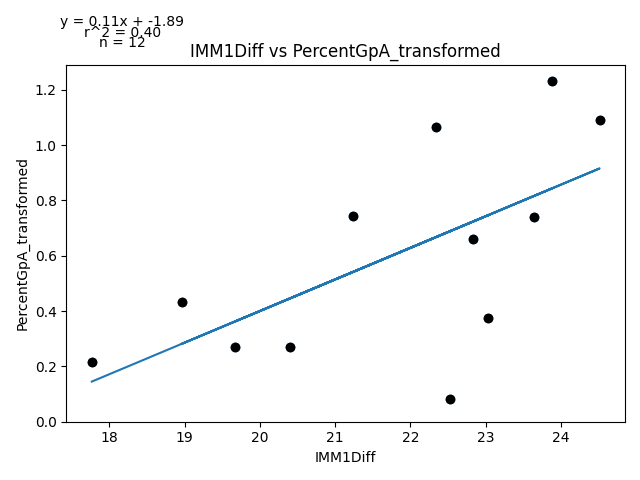 y = 0.11x + -1.89
r^2 = 0.40
n = 12
IMM1Diff vs PercentGpA_transformed
PercentGpA_transformed
1.2
1.0
0.8
0.6
0.4
0.2
0.0
18 19 20 21 22 23 24
IMM1Diff